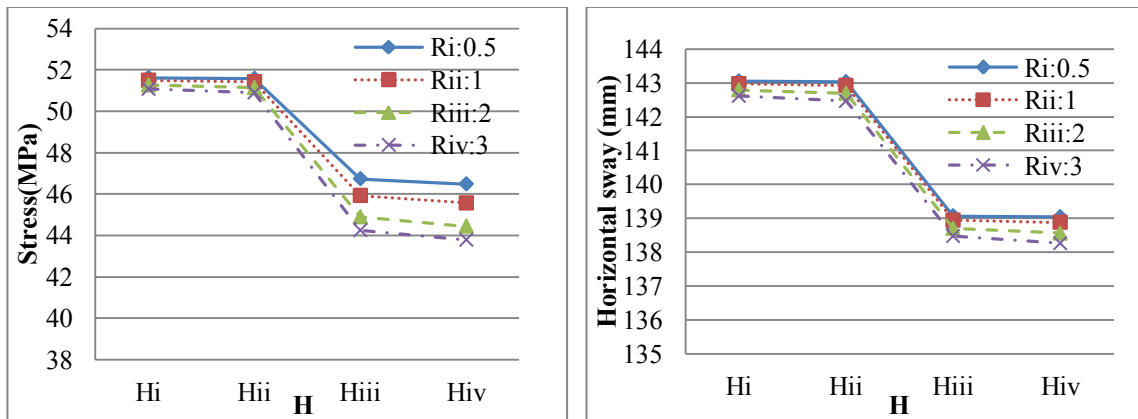 Stress(MPa)
54
52
50
48
46
44
42
40
38
Hi Hii Hiii Hiv
H
Ri:0.5
Rii:1
Riii:2
Riv:3
Horizontal sway (mm)
144
143
142
141
140
139
138
137
136
135
Hi Hii Hiii Hiv
H
Ri:0.5
Rii:1
Riii:2
Riv:3